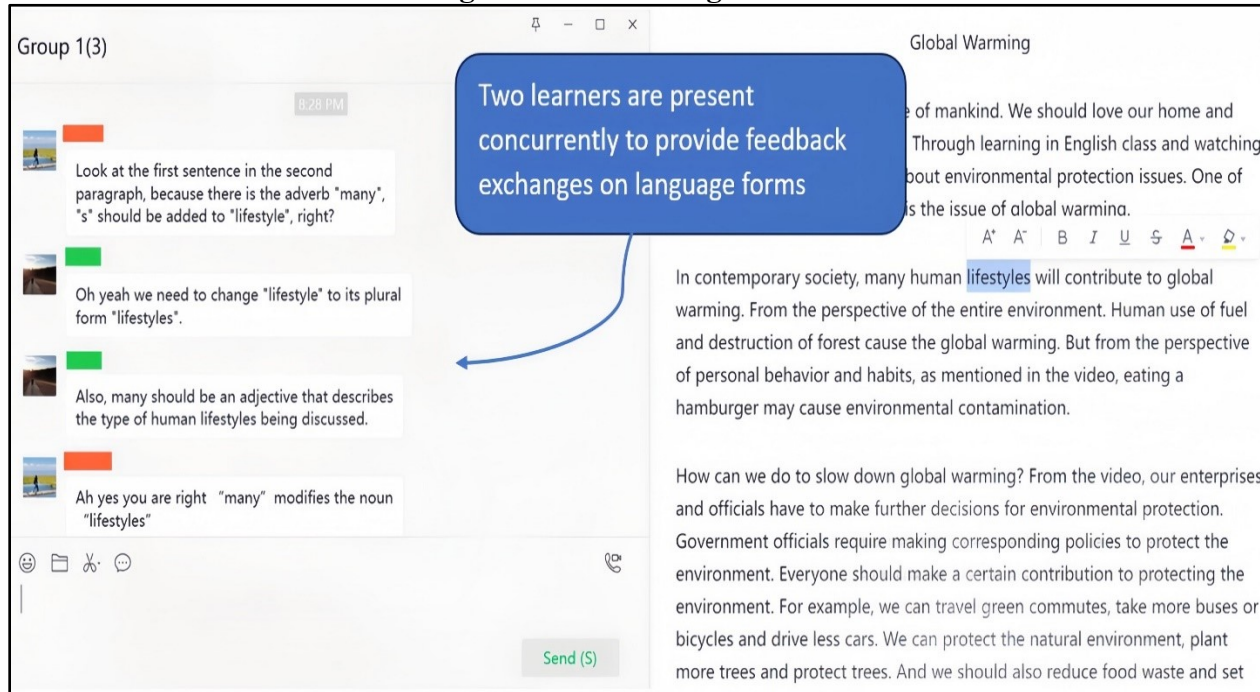 Group 1(3)
8:28 PM
Look at the first sentence in the second
paragraph, because there is the adverb "many",
"s" should be added to "lifestyle", right?
Oh yeah we need to change "lifestyle" to its plural
form "lifestyles".
Also, many should be an adjective that describes
the type of human lifestyles being discussed.
Ah yes you are right “many” modifies the noun
“lifestyles”
Send (S)
Two learners are present
concurrently to provide feedback
exchanges on language forms
Global Warming
of mankind. We should love our home and
Through learning in English class and watching
bout environmental protection issues. One of
is the issue of global warming.
A+ A- B I U S A
In contemporary society, many human lifestyles will contribute to global
warming. From the perspective of the entire environment. Human use of fuel
and destruction of forest cause the global warming. But from the perspective
of personal behavior and habits, as mentioned in the video, eating a
hamburger may cause environmental contamination.
How can we do to slow down global warming? From the video, our enterprises
and officials have to make further decisions for environmental protection.
Government officials require making corresponding policies to protect the
environment. Everyone should make a certain contribution to protecting the
environment. For example, we can travel green commutes, take more buses or
bicycles and drive less cars. We can protect the natural environment, plant
more trees and protect trees. And we should also reduce food waste and set